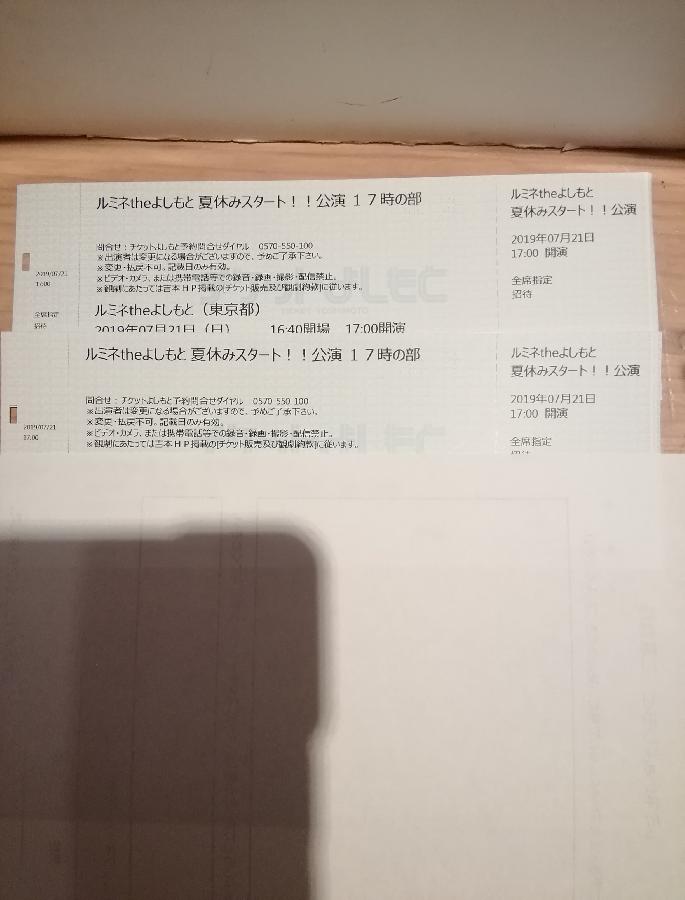 ルミネtheよしもと 夏休みスタート！！公演 １７時の部
問合せ：チケットよしもと予約問合せダイヤル 0570-550-100
※出演者は変更になる場合がございますので、予めご了承下さい。
※変更・払戻不可。記載日のみ有効。
※ビデオ・カメラ、または携帯電話等での録音・録画・撮影・配信禁止。
※観劇にあたっては吉本ＨＰ掲載の[チケット販売及び観劇約款]に従います。
ルミネtheよしもと（東京都）
2019年07月21日（日） 16:40開場 17:00開演
2019/07/21
17:00
全席指定
招待
ルミネtheよしもと
夏休みスタート！！公演
2019年07月21日
17:00 開演
全席指定
招待
ルミネtheよしもと 夏休みスタート！！公演 １７時の部
問合せ：チケットよしもと予約問合せダイヤル 0570-550-100
※出演者は変更になる場合がございますので、予めご了承下さい。
※変更・払戻不可。記載日のみ有効。
※ビデオ・カメラ、または携帯電話等での録音・録画・撮影・配信禁止。
※観劇にあたっては吉本ＨＰ掲載の[チケット販売及び観劇約款]に従います。
2019/07/21
17:00
ルミネtheよしもと
夏休みスタート！！公演
2019年07月21日
17:00 開演
全席指定